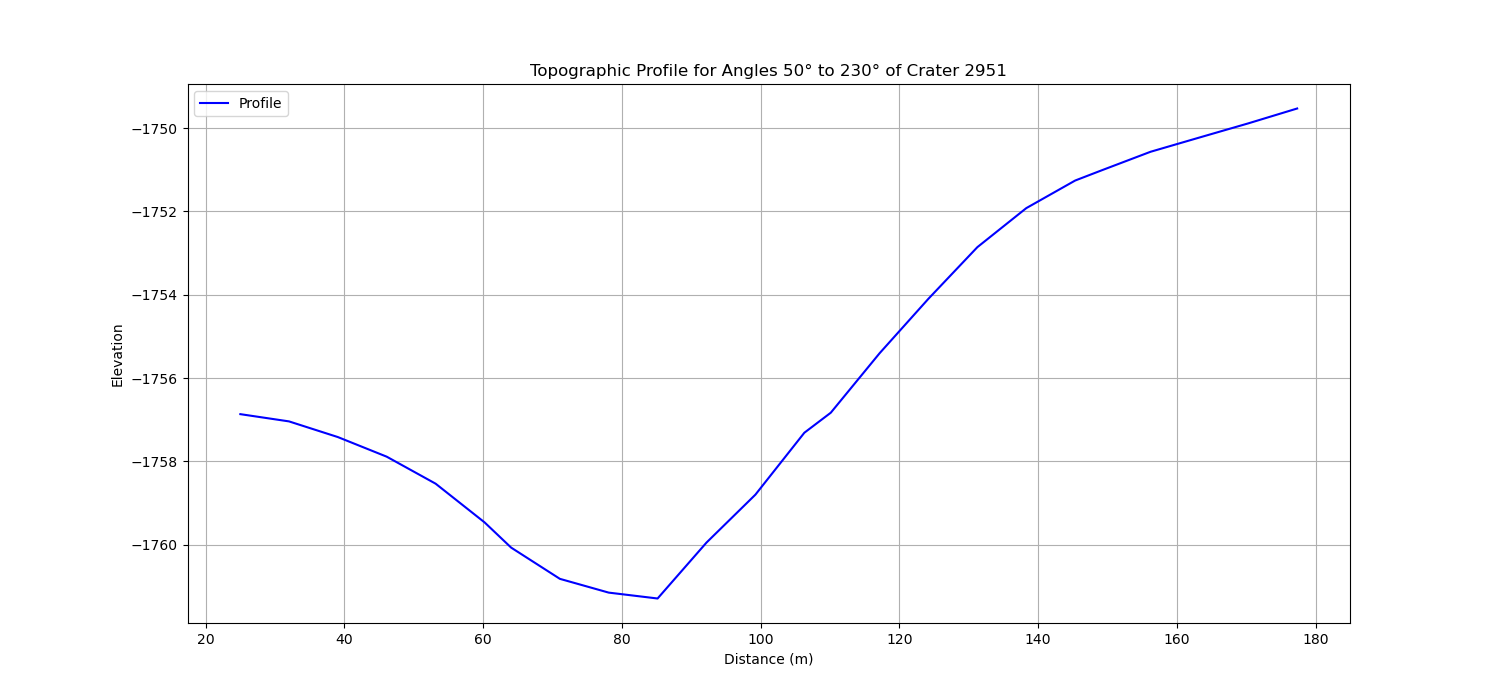 Topographic Profile for Angles 50° to 230° of Crater 2951
Profile
−1750
−1752
−1754
−1756
−1758
−1760
Elevation
20 40 60 80 100 120 140 160 180
Distance (m)